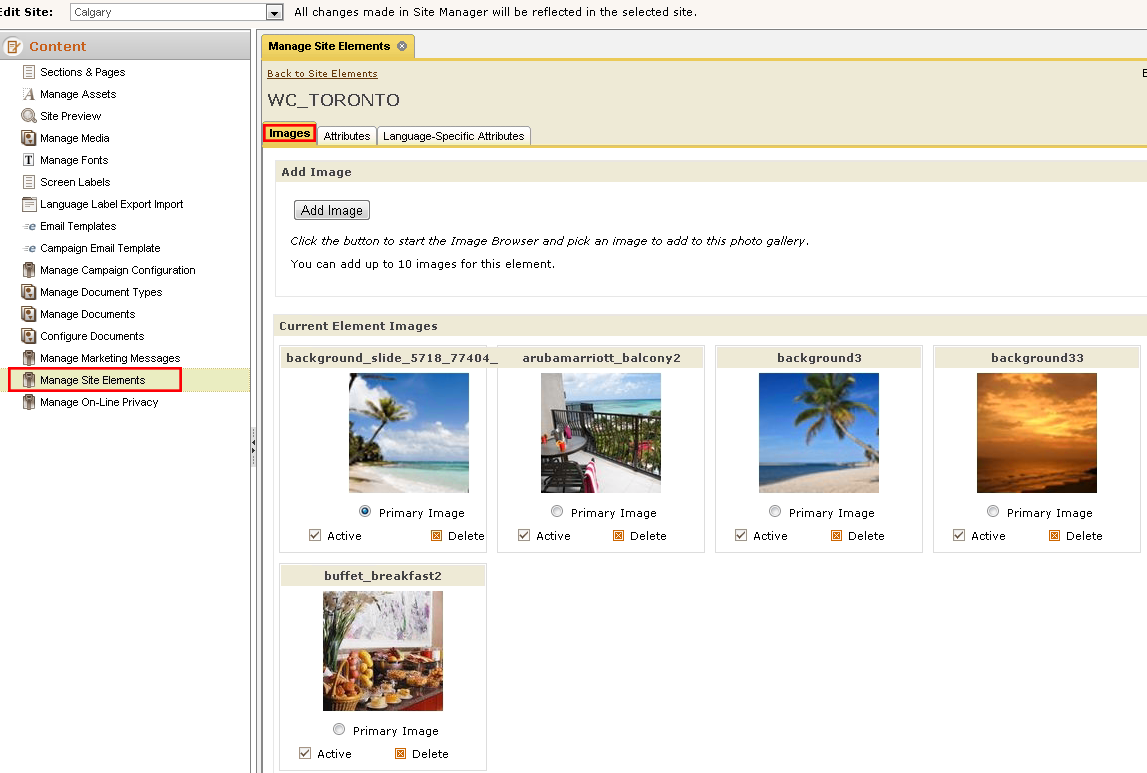 Edit Site: Calgary All changes made in Site Manager will be reflected in the selected site.
Content
Sections & Pages
Manage Assets
Site Preview
Manage Media
Manage Fonts
Screen Labels
Language Label Export Import
Email Templates
Campaign Email Template
Manage Campaign Configuration
Manage Document Types
Manage Documents
Configure Documents
Manage Marketing Messages
Manage Site Elements
Manage On-Line Privacy
Manage Site Elements
Back to Site Elements
WC_TORONTO
Images Attributes Language-Specific Attributes
Add Image
Add Image
Click the button to start the Image Browser and pick an image to add to this photo gallery.
You can add up to 10 images for this element.
Current Element Images
background_slide_5718_77404_ arubamarriott_balcony2 background3 background33
Primary Image Primary Image Primary Image Primary Image
Active Delete Active Delete Active Delete Active Delete
buffet_breakfast2
Primary Image
Active Delete